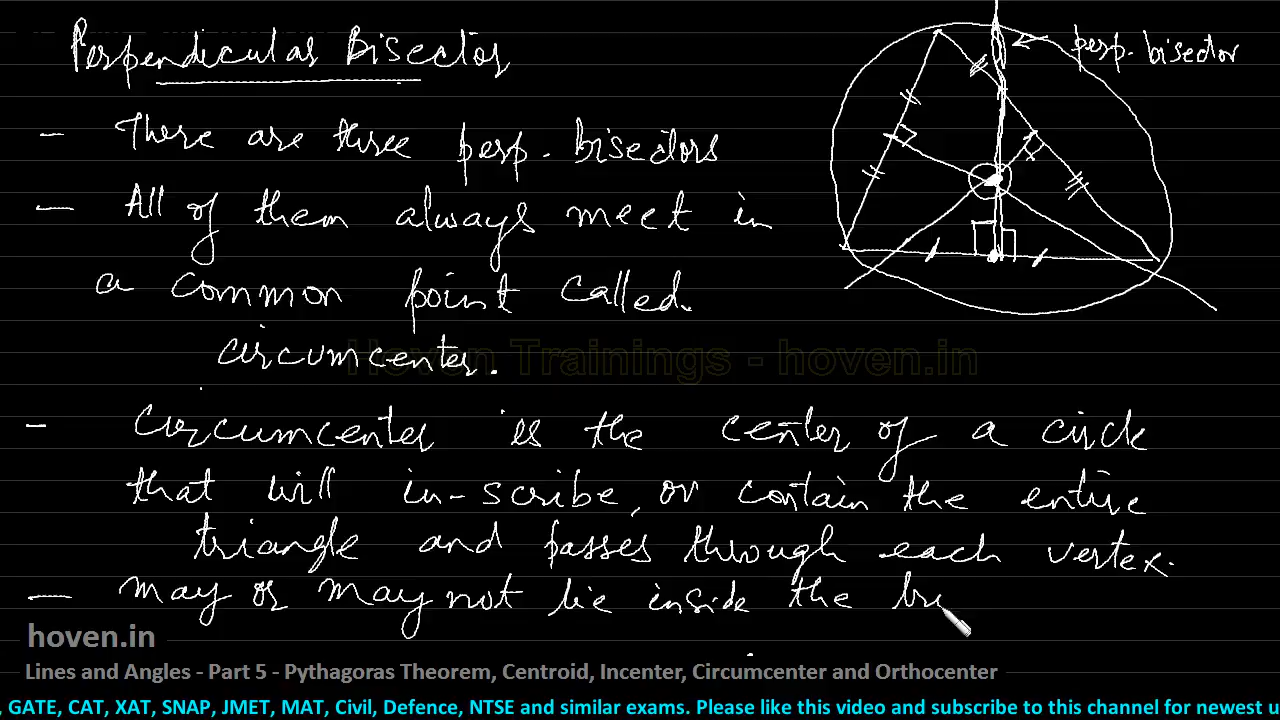 Perpendicular Bisector
perp. bisector
- There are three perp. bisectors
- All of them always meet in
a common point called.
circumcenter.
Hoven Trainings - hoven.in
- Circumcenter is the center of a circle
that will in-scribe, or contain the entire
triangle and passes through each vertex.
- may or may not lie inside the
hoven.in
Lines and Angles - Part 5 - Pythagoras Theorem, Centroid, Incenter, Circumcenter and Orthocenter
, GATE, CAT, XAT, SNAP, JMET, MAT, Civil, Defence, NTSE and similar exams. Please like this video and subscribe to this channel for newest u